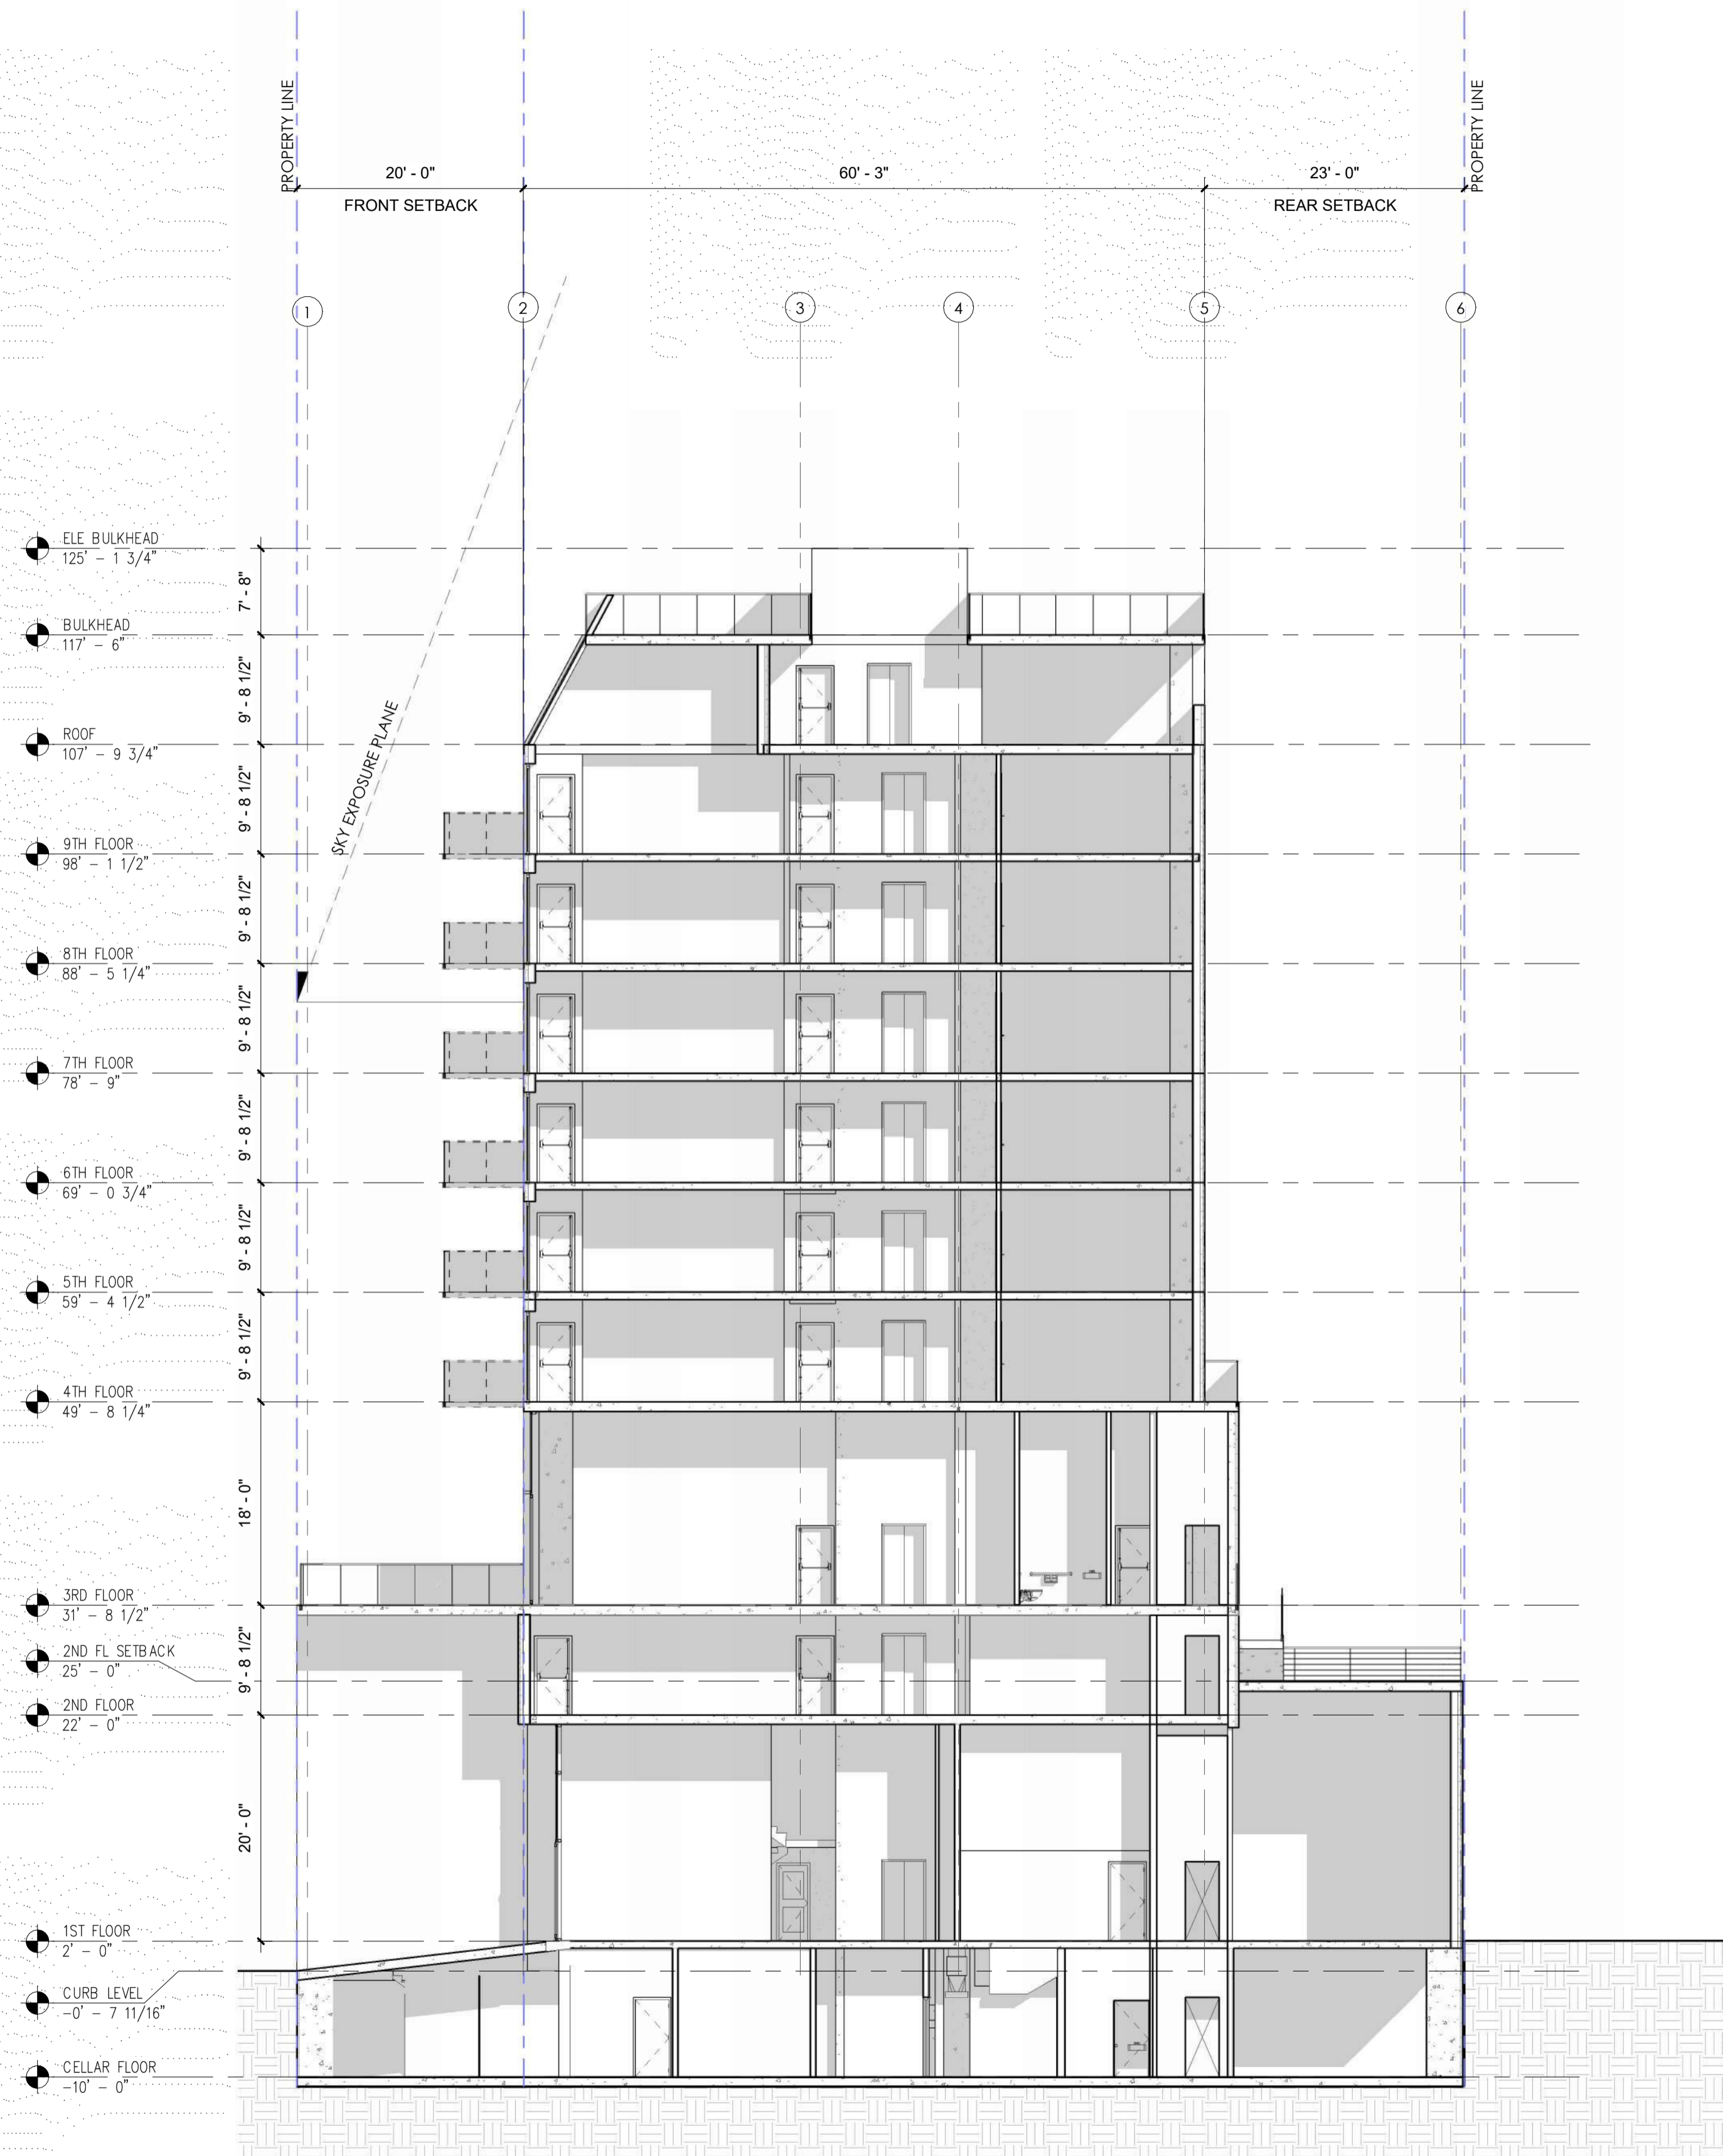 PROPERTY LINE
PROPERTY LINE
20' - 0"
60' - 3"
23' - 0"
FRONT SETBACK
REAR SETBACK
1
2
3
4
5
6
SKY EXPOSURE PLANE
ELE BULKHEAD
125' - 1 3/4"
7' - 8"
BULKHEAD
117' - 6"
9' - 8 1/2"
ROOF
107' - 9 3/4"
9' - 8 1/2"
9TH FLOOR
98' - 1 1/2"
9' - 8 1/2"
8TH FLOOR
88' - 5 1/4"
9' - 8 1/2"
7TH FLOOR
78' - 9"
9' - 8 1/2"
6TH FLOOR
69' - 0 3/4"
9' - 8 1/2"
5TH FLOOR
59' - 4 1/2"
9' - 8 1/2"
4TH FLOOR
49' - 8 1/4"
18' - 0"
3RD FLOOR
31' - 8 1/2"
9' - 8 1/2"
2ND FL SETBACK
25' - 0"
2ND FLOOR
22' - 0"
20' - 0"
1ST FLOOR
2' - 0"
CURB LEVEL
-0' - 7 11/16"
CELLAR FLOOR
-10' - 0"